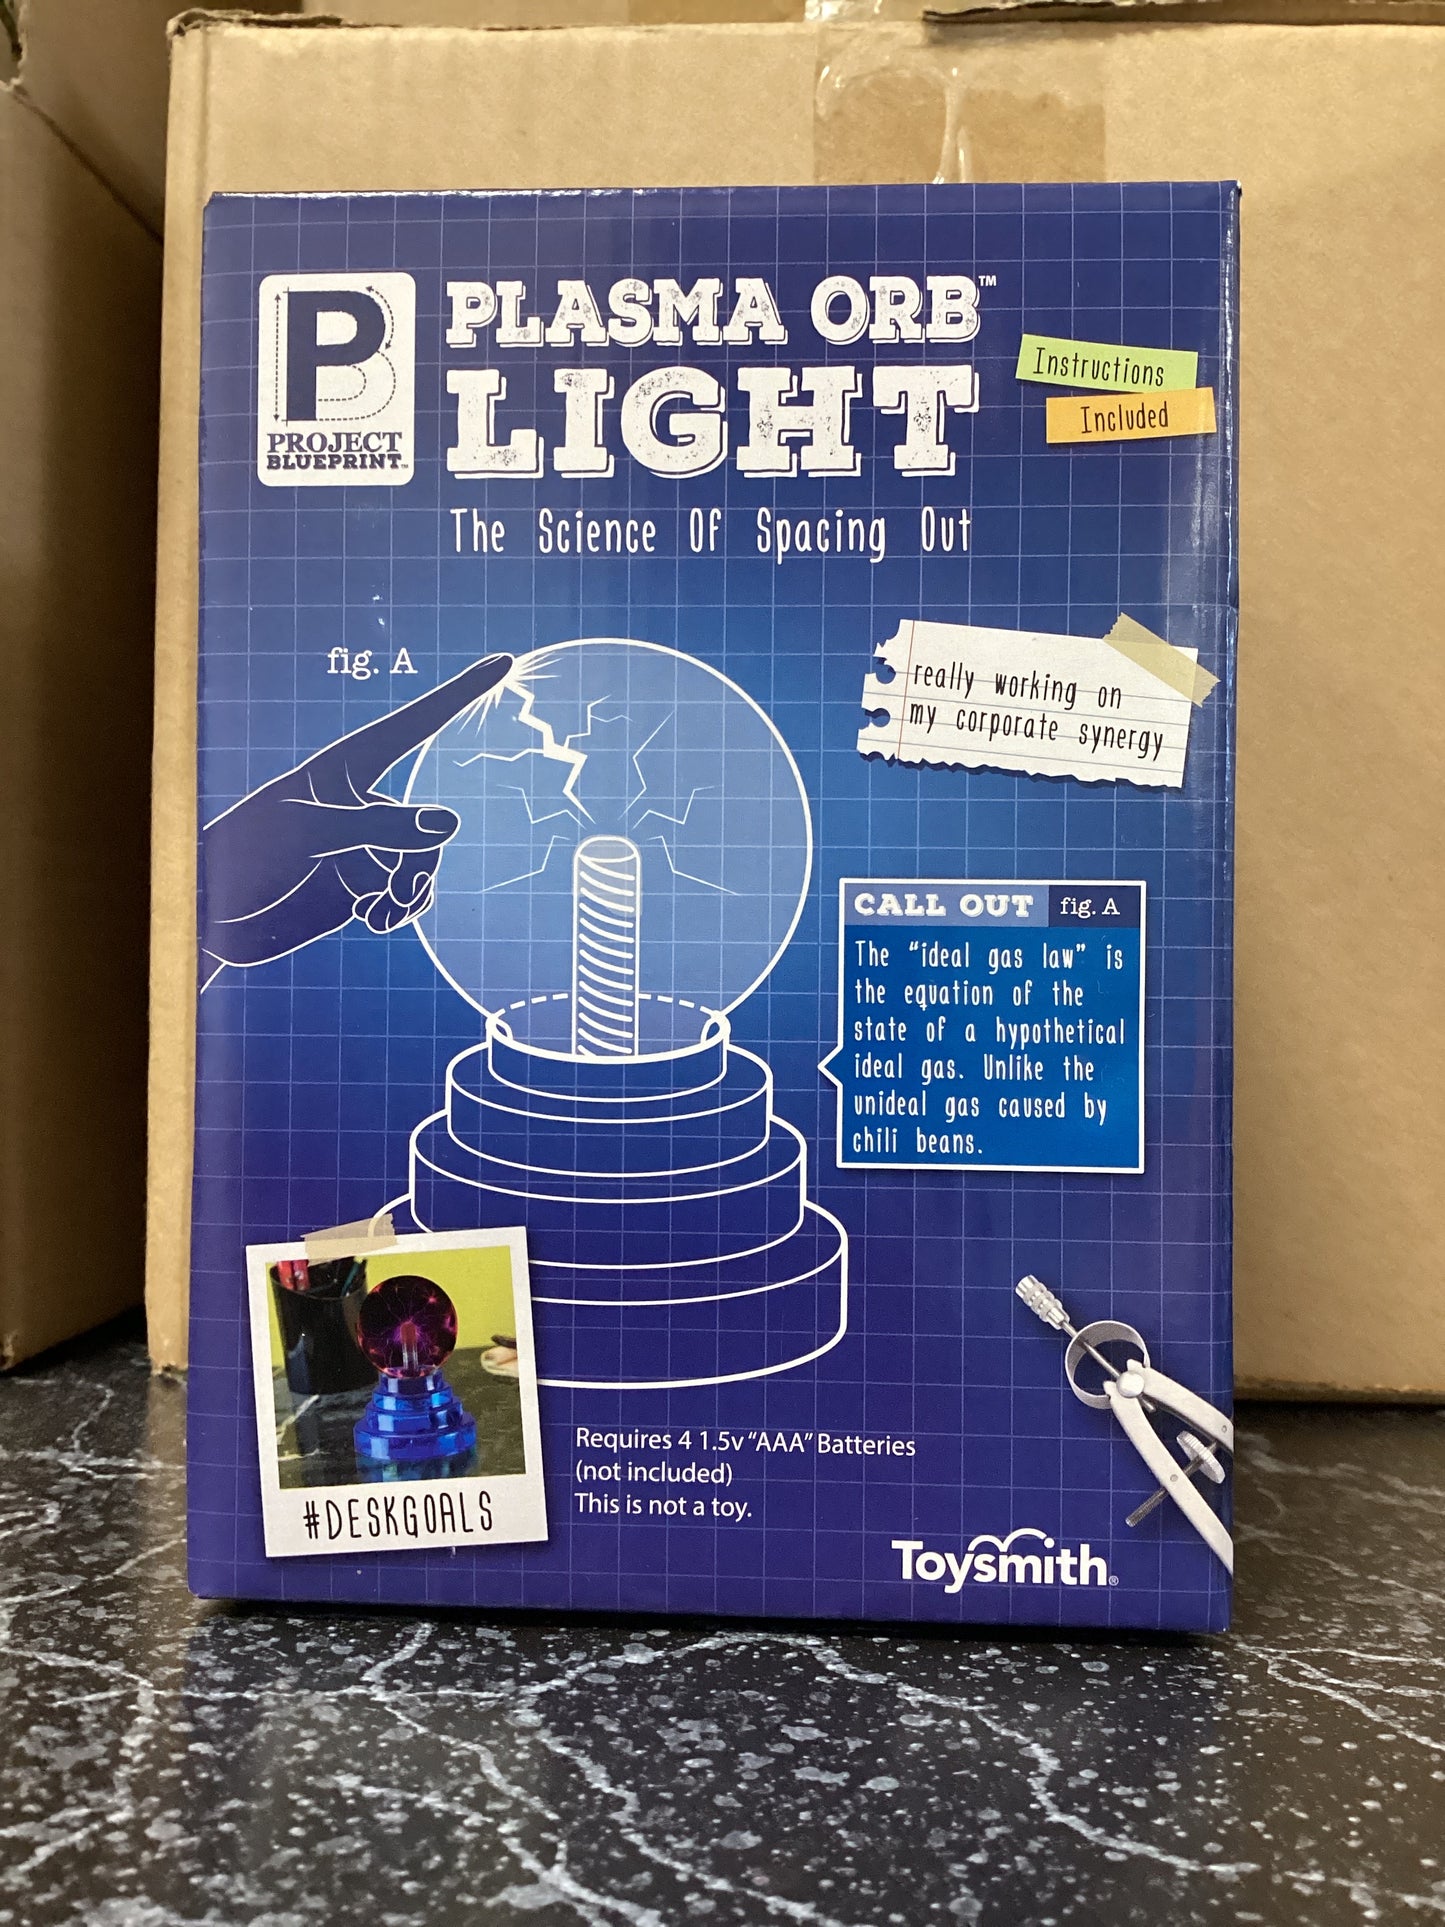 PB
PROJECT
BLUEPRINT™
PLASMA ORB™
LIGHT
Instructions
Included
The Science Of Spacing Out
fig. A
really working on
my corporate synergy
CALL OUT fig. A
The “ideal gas law” is
the equation of the
state of a hypothetical
ideal gas. Unlike the
unideal gas caused by
chili beans.
#DESKGOALS
Requires 4 1.5v “AAA” Batteries
(not included)
This is not a toy.
Toysmith®